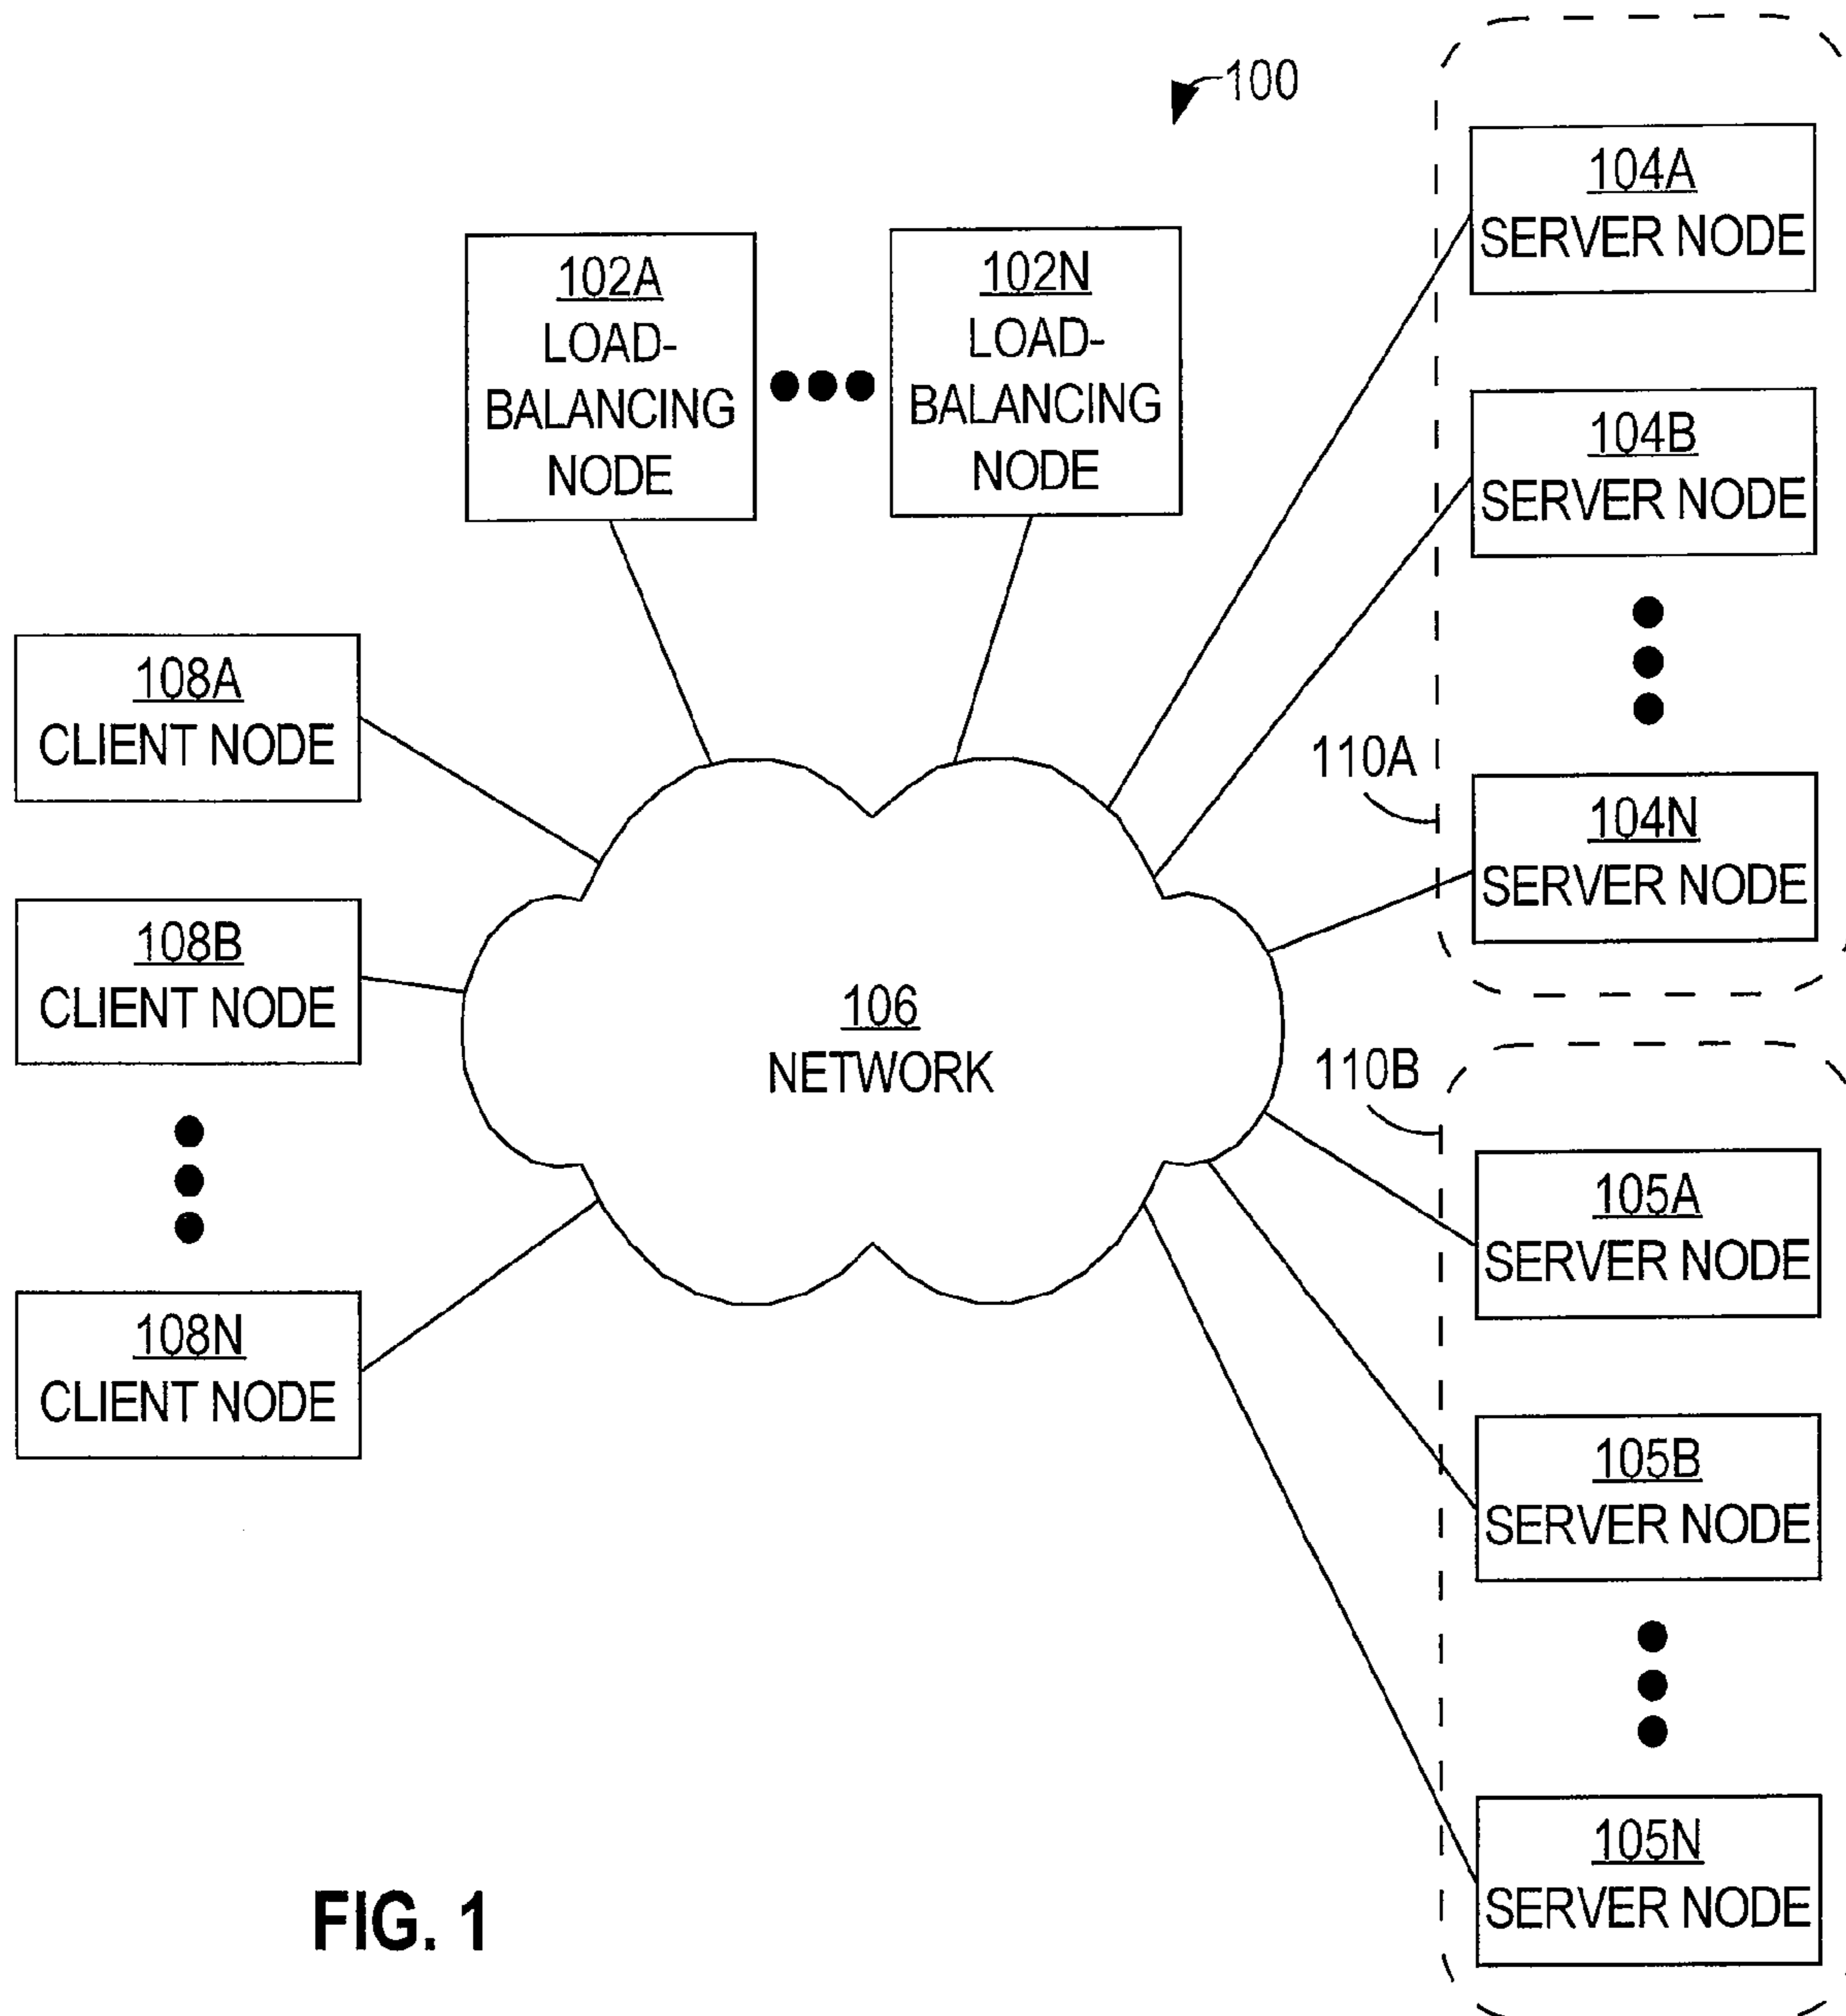 100
104A
SERVER NODE
102A
LOAD-
BALANCING
NODE
102N
LOAD-
BALANCING
NODE
104B
SERVER NODE
108A
CLIENT NODE
110A
104N
SERVER NODE
108B
CLIENT NODE
106
NETWORK
110B
105A
SERVER NODE
108N
CLIENT NODE
105B
SERVER NODE
105N
SERVER NODE
FIG. 1